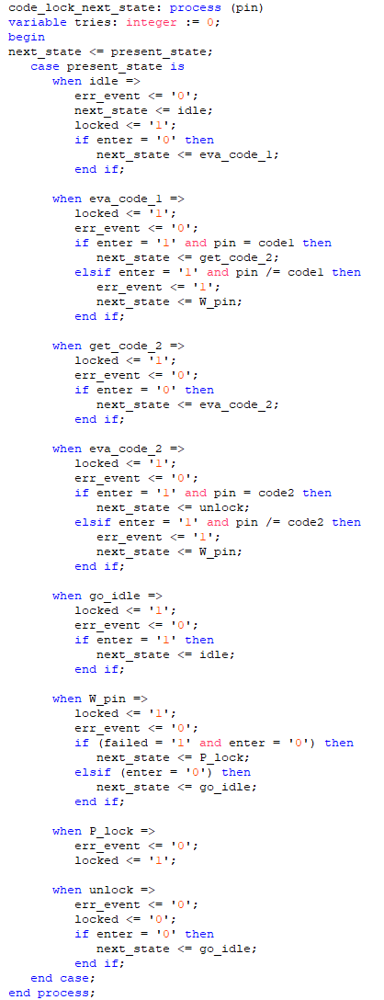 code_lock_next_state: process (pin)
variable tries: integer := 0;
begin
next_state <= present_state;
   case present_state is
      when idle =>
         err_event <= '0';
         next_state <= idle;
         locked <= '1';
         if enter = '0' then
            next_state <= eva_code_1;
         end if;

      when eva_code_1 =>
         locked <= '1';
         err_event <= '0';
         if enter = '1' and pin = code1 then
            next_state <= get_code_2;
         elsif enter = '1' and pin /= code1 then
            err_event <= '1';
            next_state <= W_pin;
         end if;

      when get_code_2 =>
         locked <= '1';
         err_event <= '0';
         if enter = '0' then
            next_state <= eva_code_2;
         end if;

      when eva_code_2 =>
         locked <= '1';
         err_event <= '0';
         if enter = '1' and pin = code2 then
            next_state <= unlock;
         elsif enter = '1' and pin /= code2 then
            err_event <= '1';
            next_state <= W_pin;
         end if;

      when go_idle =>
         locked <= '1';
         err_event <= '0';
         if enter = '1' then
            next_state <= idle;
         end if;

      when W_pin =>
         locked <= '1';
         err_event <= '0';
         if (failed = '1' and enter = '0') then
            next_state <= P_lock;
         elsif (enter = '0') then
            next_state <= go_idle;
         end if;

      when P_lock =>
         err_event <= '0';
         locked <= '1';

      when unlock =>
         err_event <= '0';
         locked <= '0';
         if enter = '0' then
            next_state <= go_idle;
         end if;
   end case;
end process;